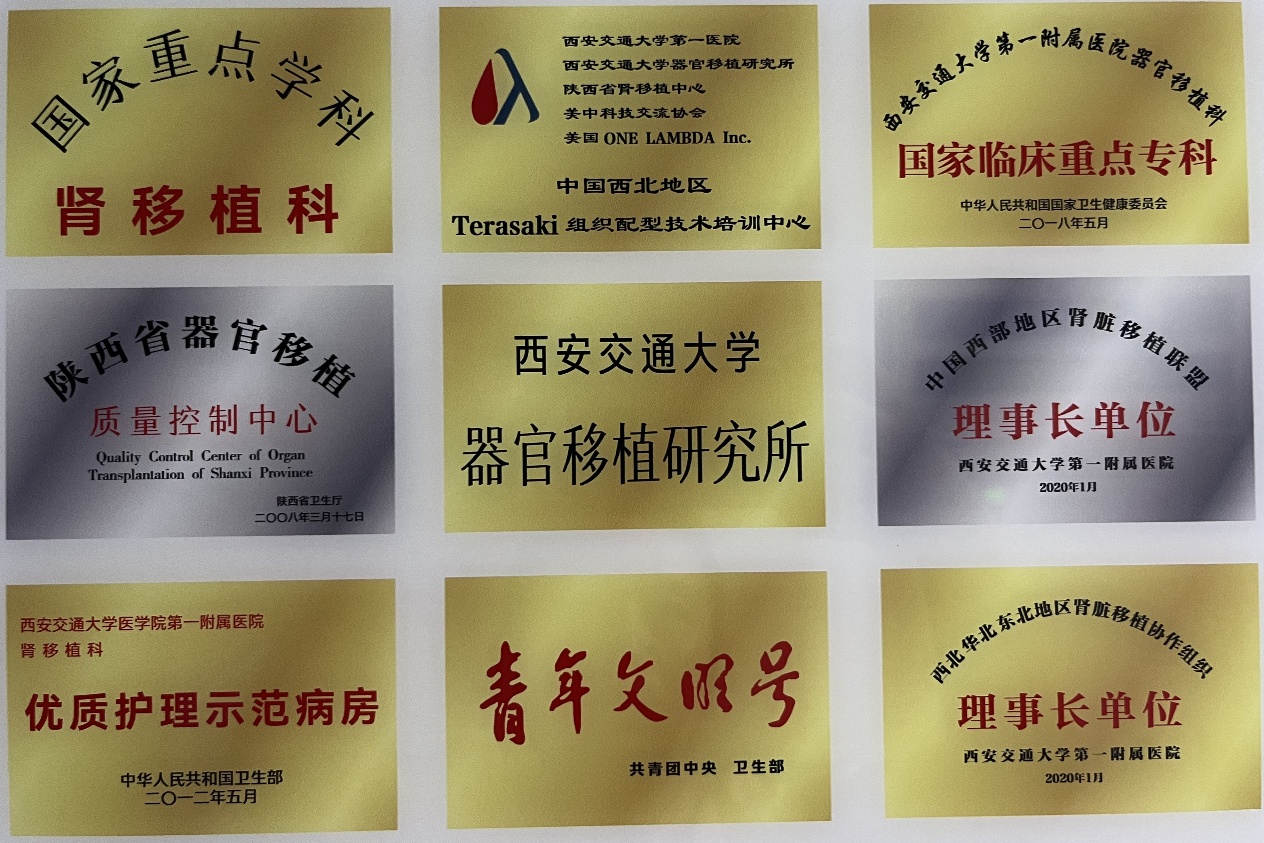 国家重点学科
肾移植科
西安交通大学第一医院
西安交通大学器官移植研究所
陕西省肾移植中心
美中科技交流协会
美国 ONE LAMBDA Inc.
中国西北地区
Terasaki 组织配型技术培训中心
西安交通大学第一附属医院器官移植科
国家临床重点专科
中华人民共和国国家卫生健康委员会
二〇一八年五月
陕西省器官移植
质量控制中心
Quality Control Center of Organ
Transplantation of Shanxi Province
陕西省卫生厅
二〇〇八年三月十七日
西安交通大学
器官移植研究所
中国西部地区肾脏移植联盟
理事长单位
西安交通大学第一附属医院
2020年1月
西安交通大学医学院第一附属医院
肾移植科
优质护理示范病房
中华人民共和国卫生部
二〇一二年五月
青年文明号
共青团中央 卫生部
西北华北东北地区肾脏移植协作组织
理事长单位
西安交通大学第一附属医院
2020年1月